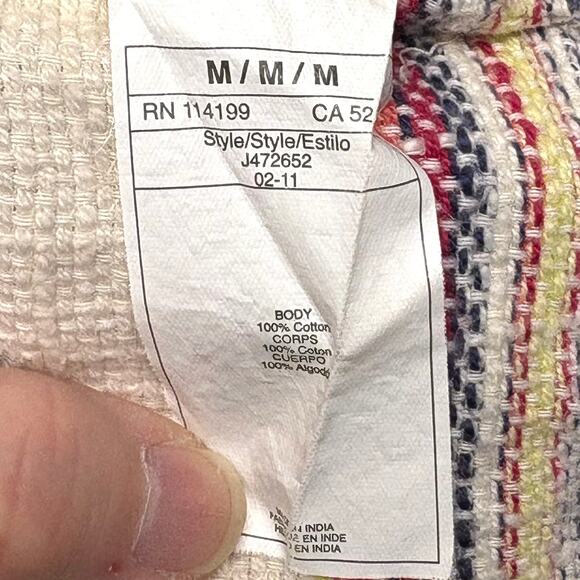 M / M / M
RN 114199 CA 52
Style/Style/Estilo
J472652
02-11
BODY
100% Cotton
CORPS
100% Coton
CUERPO
100% Algod
INDIA
EN INDE
EN INDIA